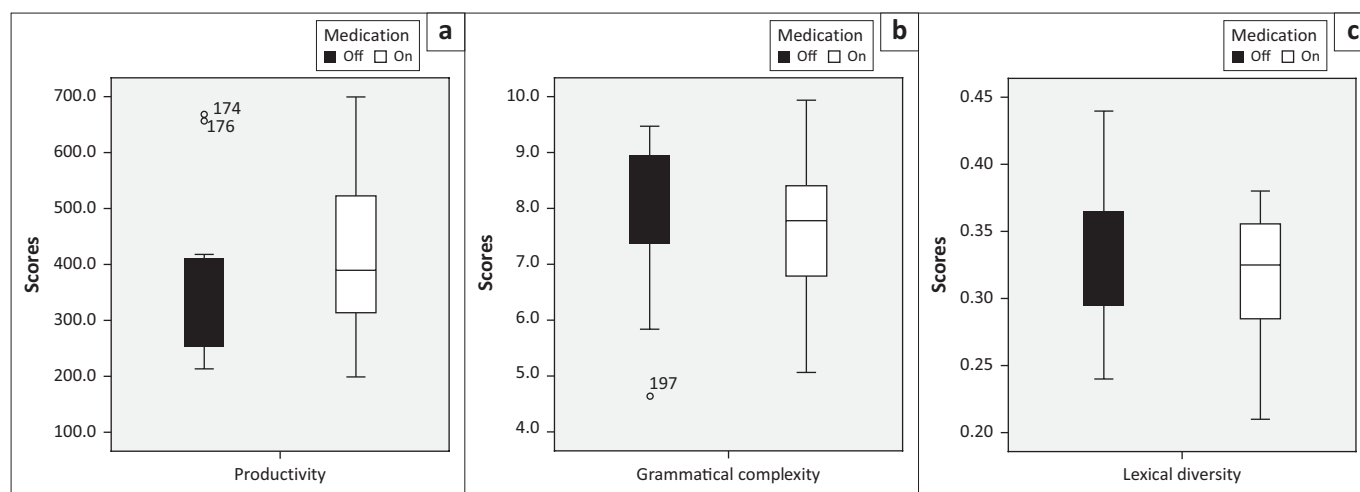 Medication
Off On
a
700.0
600.0
500.0
400.0
300.0
200.0
100.0
Scores
174
176
Productivity
Medication
Off On
b
10.0
9.0
8.0
7.0
6.0
5.0
4.0
Scores
197
Grammatical complexity
Medication
Off On
c
0.45
0.40
0.35
0.30
0.25
0.20
Scores
Lexical diversity